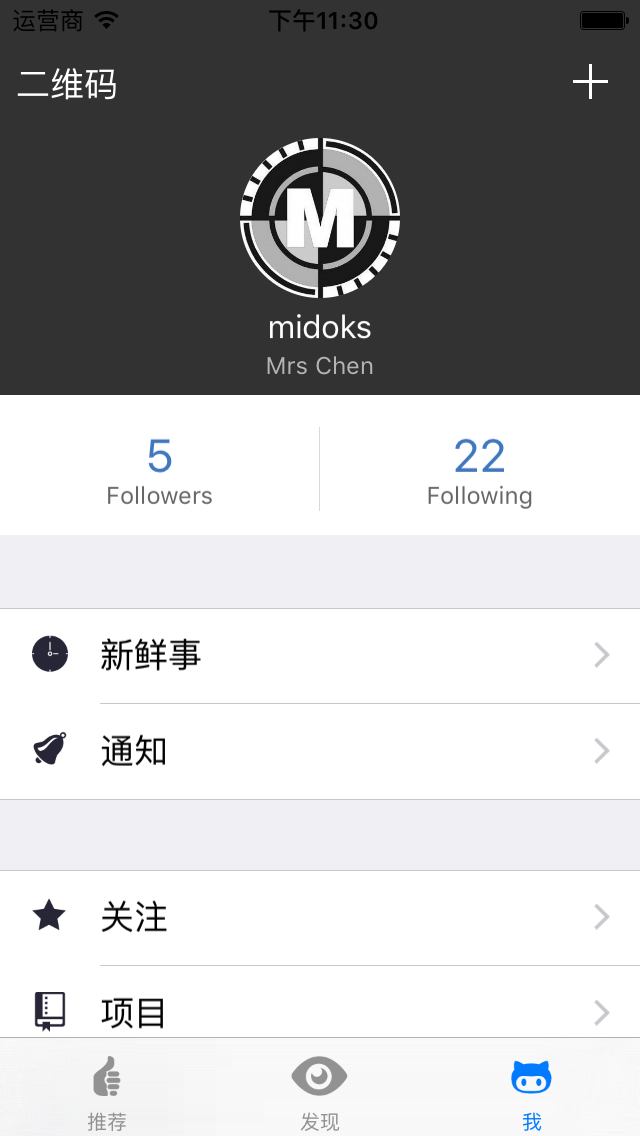 运营商 下午11:30
二维码
M
midoks
Mrs Chen
5 22
Followers Following
新鲜事
通知
关注
项目
推荐 发现 我